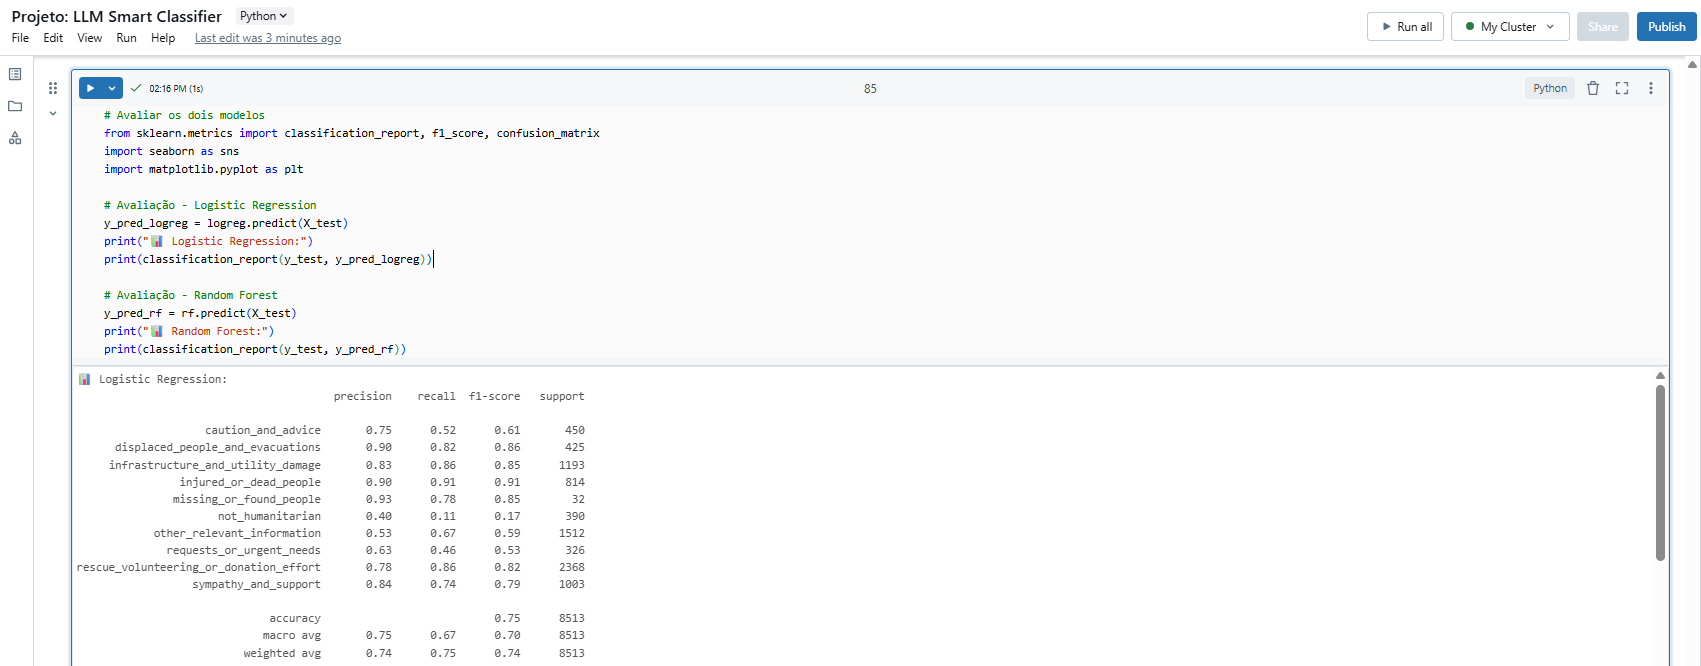 Projeto: LLM Smart Classifier Python
File Edit View Run Help Last edit was 3 minutes ago
Run all My Cluster Share Publish
02:16 PM (1s) 85 Python
# Avaliar os dois modelos
from sklearn.metrics import classification_report, f1_score, confusion_matrix
import seaborn as sns
import matplotlib.pyplot as plt
# Avaliação - Logistic Regression
y_pred_logreg = logreg.predict(X_test)
print("📊 Logistic Regression:")
print(classification_report(y_test, y_pred_logreg))
# Avaliação - Random Forest
y_pred_rf = rf.predict(X_test)
print("📊 Random Forest:")
print(classification_report(y_test, y_pred_rf))
📊 Logistic Regression:
precision recall f1-score support
caution_and_advice 0.75 0.52 0.61 450
displaced_people_and_evacuations 0.90 0.82 0.86 425
infrastructure_and_utility_damage 0.83 0.86 0.85 1193
injured_or_dead_people 0.90 0.91 0.91 814
missing_or_found_people 0.93 0.78 0.85 32
not_humanitarian 0.40 0.11 0.17 390
other_relevant_information 0.53 0.67 0.59 1512
requests_or_urgent_needs 0.63 0.46 0.53 326
rescue_volunteering_or_donation_effort 0.78 0.86 0.82 2368
sympathy_and_support 0.84 0.74 0.79 1003
accuracy 0.75 8513
macro avg 0.75 0.67 0.70 8513
weighted avg 0.74 0.75 0.74 8513